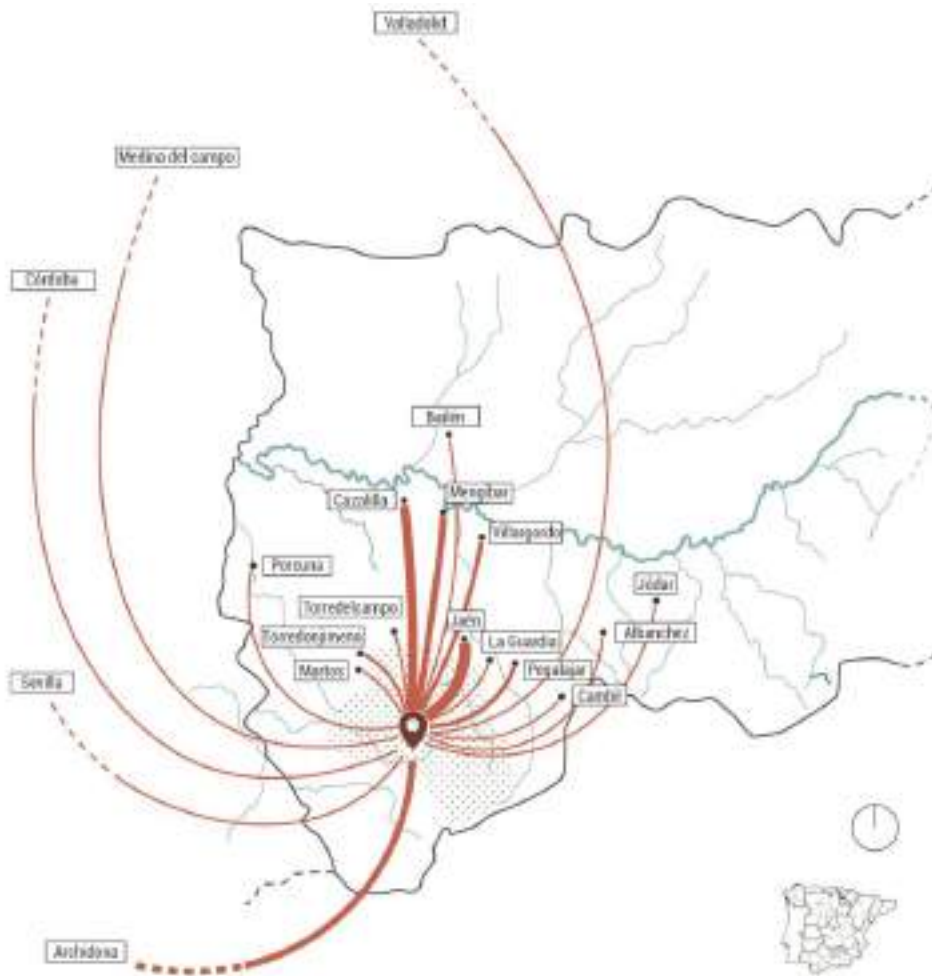 Valladolid
Medina del campo
Córdoba
Bailén
Cazalilla
Mengíbar
Villargordo
Porcuna
Jódar
Torredelcampo
Jaén
Albanchez
Torredonjimeno
La Guardia
Martos
Pegalajar
Sevilla
Cambil
Archidona